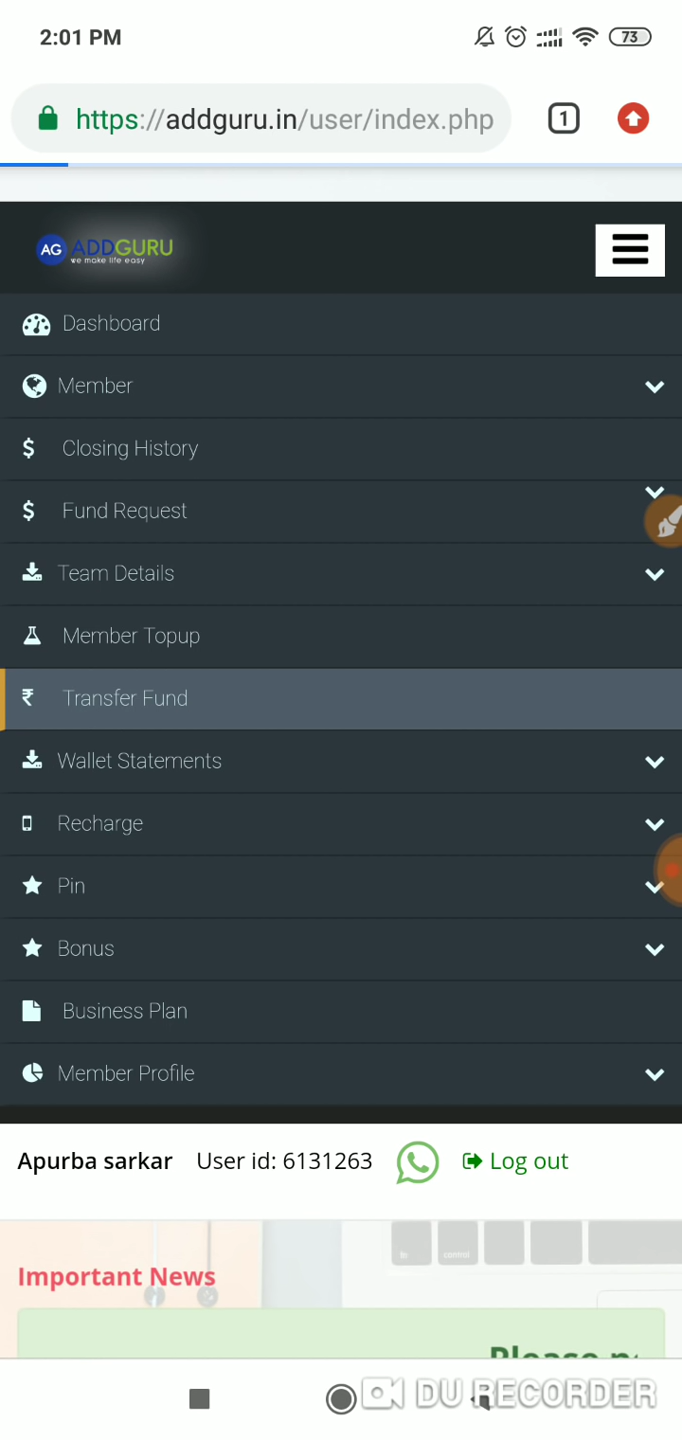 2:01 PM
73
https://addguru.in/user/index.php
1
AG ADDGURU
we make life easy
Dashboard
Member
Closing History
Fund Request
Team Details
Member Topup
Transfer Fund
Wallet Statements
Recharge
Pin
Bonus
Business Plan
Member Profile
Apurba sarkar User id: 6131263 Log out
control
Important News
Please
DU RECORDER